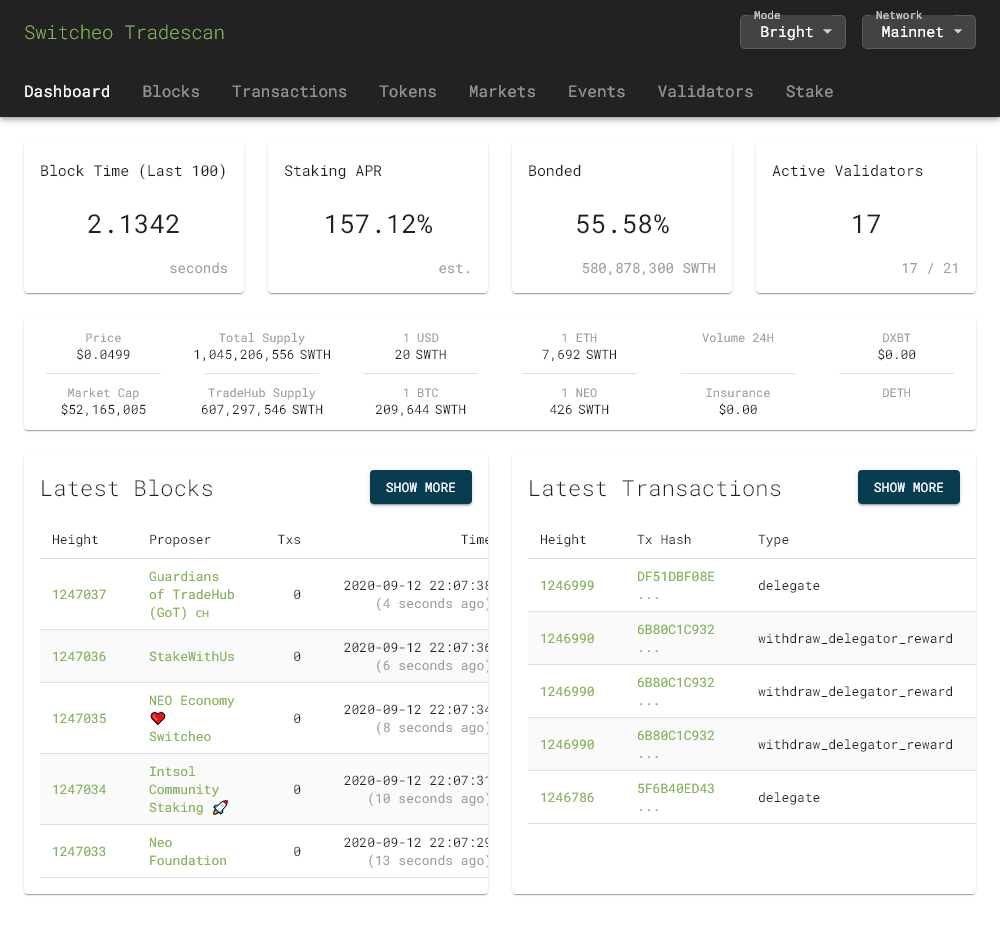 Switcheo Tradescan
Mode
Bright
Network
Mainnet
Dashboard Blocks Transactions Tokens Markets Events Validators Stake
Block Time (Last 100)
2.1342
seconds
Staking APR
157.12%
est.
Bonded
55.58%
580,878,300 SWTH
Active Validators
17
17 / 21
Price
$0.0499
Total Supply
1,045,206,556 SWTH
1 USD
20 SWTH
1 ETH
7,692 SWTH
Volume 24H
DXBT
$0.00
Market Cap
$52,165,005
TradeHub Supply
607,297,546 SWTH
1 BTC
209,644 SWTH
1 NEO
426 SWTH
Insurance
$0.00
DETH
Latest Blocks
SHOW MORE
Height Proposer Txs Time
1247037 Guardians of TradeHub (GoT) CH 0 2020-09-12 22:07:38 (4 seconds ago)
1247036 StakeWithUs 0 2020-09-12 22:07:36 (6 seconds ago)
1247035 NEO Economy ❤️ Switcheo 0 2020-09-12 22:07:34 (8 seconds ago)
1247034 Intsol Community Staking 🚀 0 2020-09-12 22:07:31 (10 seconds ago)
1247033 Neo Foundation 0 2020-09-12 22:07:29 (13 seconds ago)
Latest Transactions
SHOW MORE
Height Tx Hash Type
1246999 DF51DBF08E ... delegate
1246990 6B80C1C932 ... withdraw_delegator_reward
1246990 6B80C1C932 ... withdraw_delegator_reward
1246990 6B80C1C932 ... withdraw_delegator_reward
1246786 5F6B40ED43 ... delegate